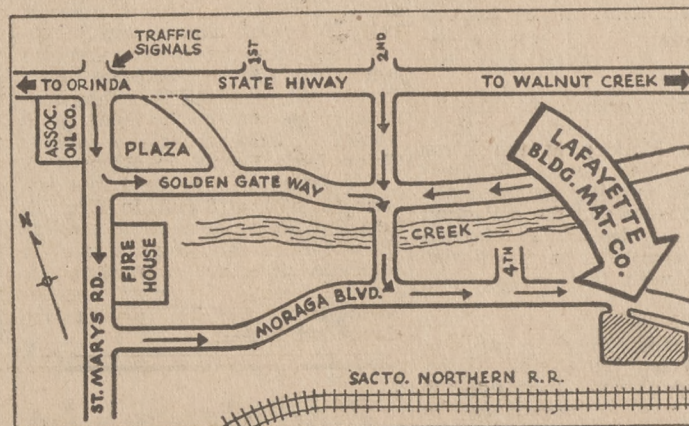 TRAFFIC
SIGNALS
1ST
2ND
TO ORINDA
STATE HIWAY
TO WALNUT CREEK
ASSOC.
OIL CO.
PLAZA
LAFAYETTE
BLDG. MAT. CO.
GOLDEN GATE WAY
N
CREEK
FIRE
HOUSE
4TH
ST. MARYS RD.
MORAGA BLVD.
SACTO. NORTHERN R.R.